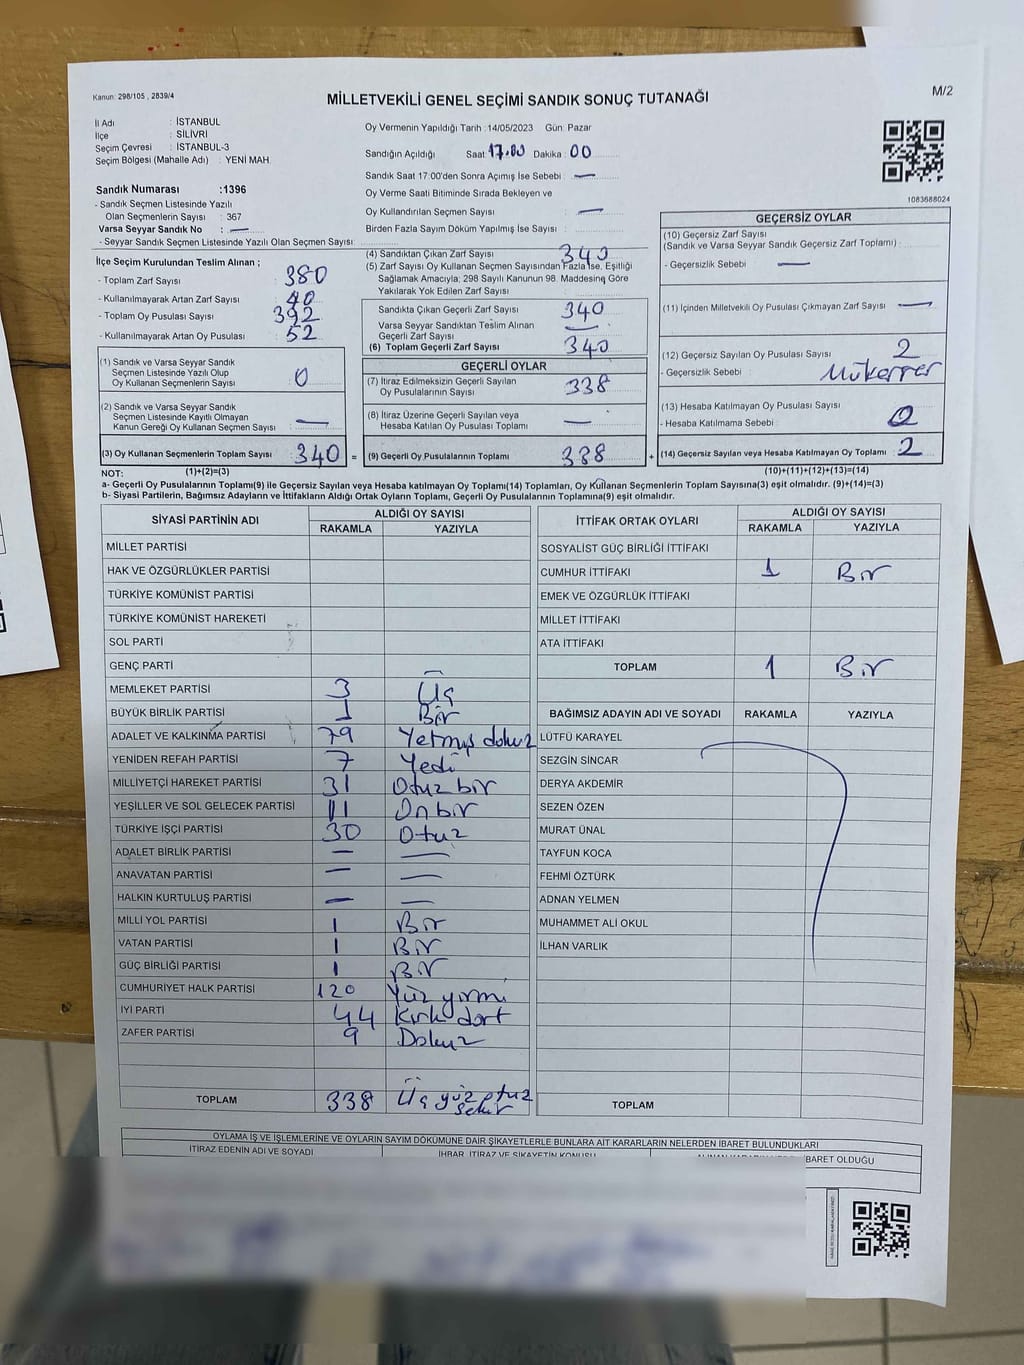 Kanun: 298/105 , 2839/4
MİLLETVEKİLİ GENEL SEÇİMİ SANDIK SONUÇ TUTANAĞI
M/2
İl Adı : İSTANBUL
İlçe : SİLİVRİ
Seçim Çevresi : İSTANBUL-3
Seçim Bölgesi (Mahalle Adı) : YENİ MAH.
Sandık Numarası :1396
- Sandık Seçmen Listesinde Yazılı
Olan Seçmenlerin Sayısı : 367
Varsa Seyyar Sandık No : —
- Seyyar Sandık Seçmen Listesinde Yazılı Olan Seçmen Sayısı
İlçe Seçim Kurulundan Teslim Alınan ;
- Toplam Zarf Sayısı : 380
- Kullanılmayarak Artan Zarf Sayısı : 40
- Toplam Oy Pusulası Sayısı : 392
- Kullanılmayarak Artan Oy Pusulası : 52
Oy Vermenin Yapıldığı Tarih :14/05/2023 Gün: Pazar
Sandığın Açıldığı Saat:17.00 Dakika :00
Sandık Saat 17:00'den Sonra Açımış İse Sebebi : —
Oy Verme Saati Bitiminde Sırada Bekleyen ve
Oy Kullandırılan Seçmen Sayısı : —
Birden Fazla Sayım Döküm Yapılmış İse Sayısı :
(4) Sandıktan Çıkan Zarf Sayısı : 340
(5) Zarf Sayısı Oy Kullanan Seçmen Sayısından Fazla İse, Eşitliği
Sağlamak Amacıyla; 298 Sayılı Kanunun 98. Maddesine Göre
Yakılarak Yok Edilen Zarf Sayısı :
Sandıkta Çıkan Geçerli Zarf Sayısı : 340
Varsa Seyyar Sandıktan Teslim Alınan
Geçerli Zarf Sayısı : —
(6) Toplam Geçerli Zarf Sayısı : 340
1083688024
GEÇERSİZ OYLAR
(10) Geçersiz Zarf Sayısı
(Sandık ve Varsa Seyyar Sandık Geçersiz Zarf Toplamı) :
- Geçersizlik Sebebi : —
(11) İçinden Milletvekili Oy Pusulası Çıkmayan Zarf Sayısı : —
(12) Geçersiz Sayılan Oy Pusulası Sayısı : 2
- Geçersizlik Sebebi : Mükerrer
(13) Hesaba Katılmayan Oy Pusulası Sayısı : 0
- Hesaba Katılmama Sebebi :
(1) Sandık ve Varsa Seyyar Sandık
Seçmen Listesinde Yazılı Olup
Oy Kullanan Seçmenlerin Sayısı : 0
(2) Sandık ve Varsa Seyyar Sandık
Seçmen Listesinde Kayıtlı Olmayan
Kanun Gereği Oy Kullanan Seçmen Sayısı : —
GEÇERLİ OYLAR
(7) İtiraz Edilmeksizin Geçerli Sayılan
Oy Pusulalarının Sayısı : 338
(8) İtiraz Üzerine Geçerli Sayılan veya
Hesaba Katılan Oy Pusulası Toplamı : —
(3) Oy Kullanan Seçmenlerin Toplam Sayısı : 340 = (9) Geçerli Oy Pusulalarının Toplamı : 338 + (14) Geçersiz Sayılan veya Hesaba Katılmayan Oy Toplamı : 2
NOT: (1)+(2)=(3) (10)+(11)+(12)+(13)=(14)
a- Geçerli Oy Pusulalarının Toplamı(9) ile Geçersiz Sayılan veya Hesaba katılmayan Oy Toplamı(14) Toplamları, Oy Kullanan Seçmenlerin Toplam Sayısına(3) eşit olmalıdır. (9)+(14)=(3)
b- Siyasi Partilerin, Bağımsız Adayların ve İttifakların Aldığı Ortak Oyların Toplamı, Geçerli Oy Pusulalarının Toplamına(9) eşit olmalıdır.
SİYASİ PARTİNİN ADI ALDIĞI OY SAYISI
RAKAMLA YAZIYLA
MİLLET PARTİSİ
HAK VE ÖZGÜRLÜKLER PARTİSİ
TÜRKİYE KOMÜNİST PARTİSİ
TÜRKİYE KOMÜNİST HAREKETİ
SOL PARTİ
GENÇ PARTİ
MEMLEKET PARTİSİ 3 Üç
BÜYÜK BİRLİK PARTİSİ 1 Bir
ADALET VE KALKINMA PARTİSİ 79 Yetmiş dokuz
YENİDEN REFAH PARTİSİ 7 Yedi
MİLLİYETÇİ HAREKET PARTİSİ 31 Otuz bir
YEŞİLLER VE SOL GELECEK PARTİSİ 11 On bir
TÜRKİYE İŞÇİ PARTİSİ 30 Otuz
ADALET BİRLİK PARTİSİ — —
ANAVATAN PARTİSİ — —
HALKIN KURTULUŞ PARTİSİ — —
MİLLİ YOL PARTİSİ 1 Bir
VATAN PARTİSİ 1 Bir
GÜÇ BİRLİĞİ PARTİSİ 1 Bir
CUMHURİYET HALK PARTİSİ 120 Yüz yirmi
İYİ PARTİ 44 Kırk dört
ZAFER PARTİSİ 9 Dokuz
TOPLAM 338 Üç yüz otuz sekiz
İTTİFAK ORTAK OYLARI ALDIĞI OY SAYISI
RAKAMLA YAZIYLA
SOSYALİST GÜÇ BİRLİĞİ İTTİFAKI
CUMHUR İTTİFAKI 1 Bir
EMEK VE ÖZGÜRLÜK İTTİFAKI
MİLLET İTTİFAKI
ATA İTTİFAKI
TOPLAM 1 Bir
BAĞIMSIZ ADAYIN ADI VE SOYADI RAKAMLA YAZIYLA
LÜTFÜ KARAYEL
SEZGİN SİNCAR
DERYA AKDEMİR
SEZEN ÖZEN
MURAT ÜNAL
TAYFUN KOCA
FEHMİ ÖZTÜRK
ADNAN YELMEN
MUHAMMET ALİ OKUL
İLHAN VARLIK
TOPLAM
OYLAMA İŞ VE İŞLEMLERİNE VE OYLARIN SAYIM DÖKÜMÜNE DAİR ŞİKAYETLERLE BUNLARA AİT KARARLARIN NELERDEN İBARET BULUNDUKLARI
İTİRAZ EDENİN ADI VE SOYADI İHBAR, İTİRAZ VE ŞİKAYETİN KONUSU İBARET OLDUĞU